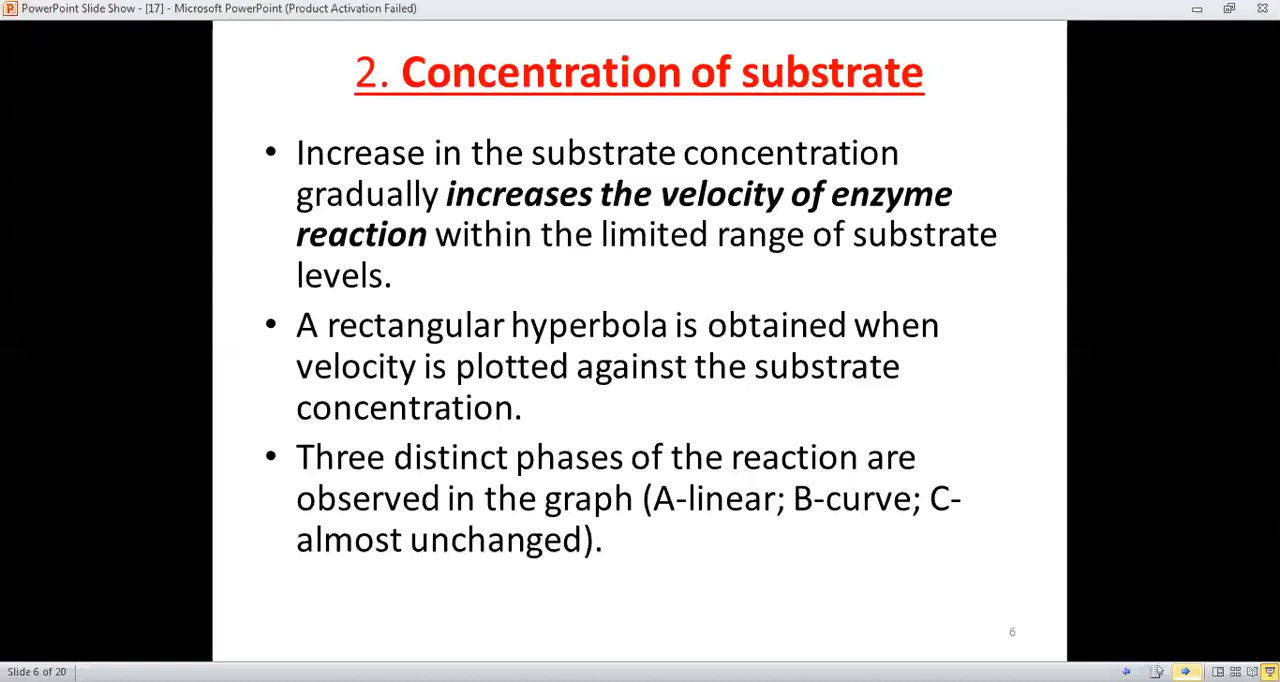 PowerPoint Slide Show - [17] - Microsoft PowerPoint (Product Activation Failed)
2. Concentration of substrate
• Increase in the substrate concentration
gradually increases the velocity of enzyme
reaction within the limited range of substrate
levels.
• A rectangular hyperbola is obtained when
velocity is plotted against the substrate
concentration.
• Three distinct phases of the reaction are
observed in the graph (A-linear; B-curve; C-
almost unchanged).
6
Slide 6 of 20